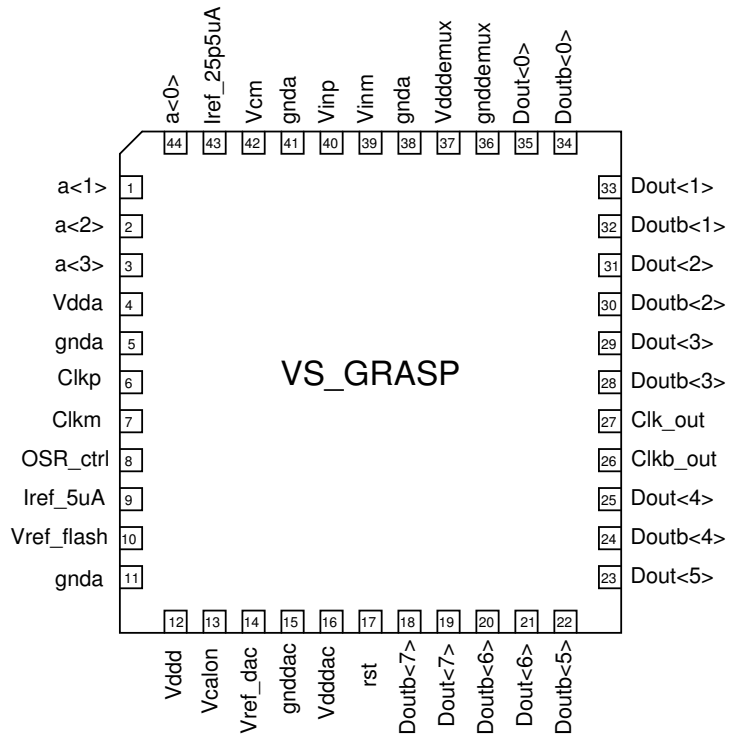 a<0>
Iref_25p5uA
Vcm
gnda
Vinp
Vinm
gnda
Vdddemux
gnddemux
Dout<0>
Doutb<0>
44
43
42
41
40
39
38
37
36
35
34
a<1> 1
a<2> 2
a<3> 3
Vdda 4
gnda 5
Clkp 6
Clkm 7
OSR_ctrl 8
Iref_5uA 9
Vref_flash 10
gnda 11
VS_GRASP
33 Dout<1>
32 Doutb<1>
31 Dout<2>
30 Doutb<2>
29 Dout<3>
28 Doutb<3>
27 Clk_out
26 Clkb_out
25 Dout<4>
24 Doutb<4>
23 Dout<5>
12
13
14
15
16
17
18
19
20
21
22
Vddd
Vcalon
Vref_dac
gnddac
Vdddac
rst
Doutb<7>
Dout<7>
Doutb<6>
Dout<6>
Doutb<5>